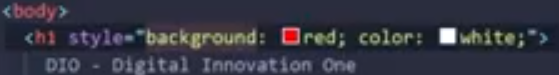 <body>
<h1 style="background: red; color: white;">
DIO - Digital Innovation One